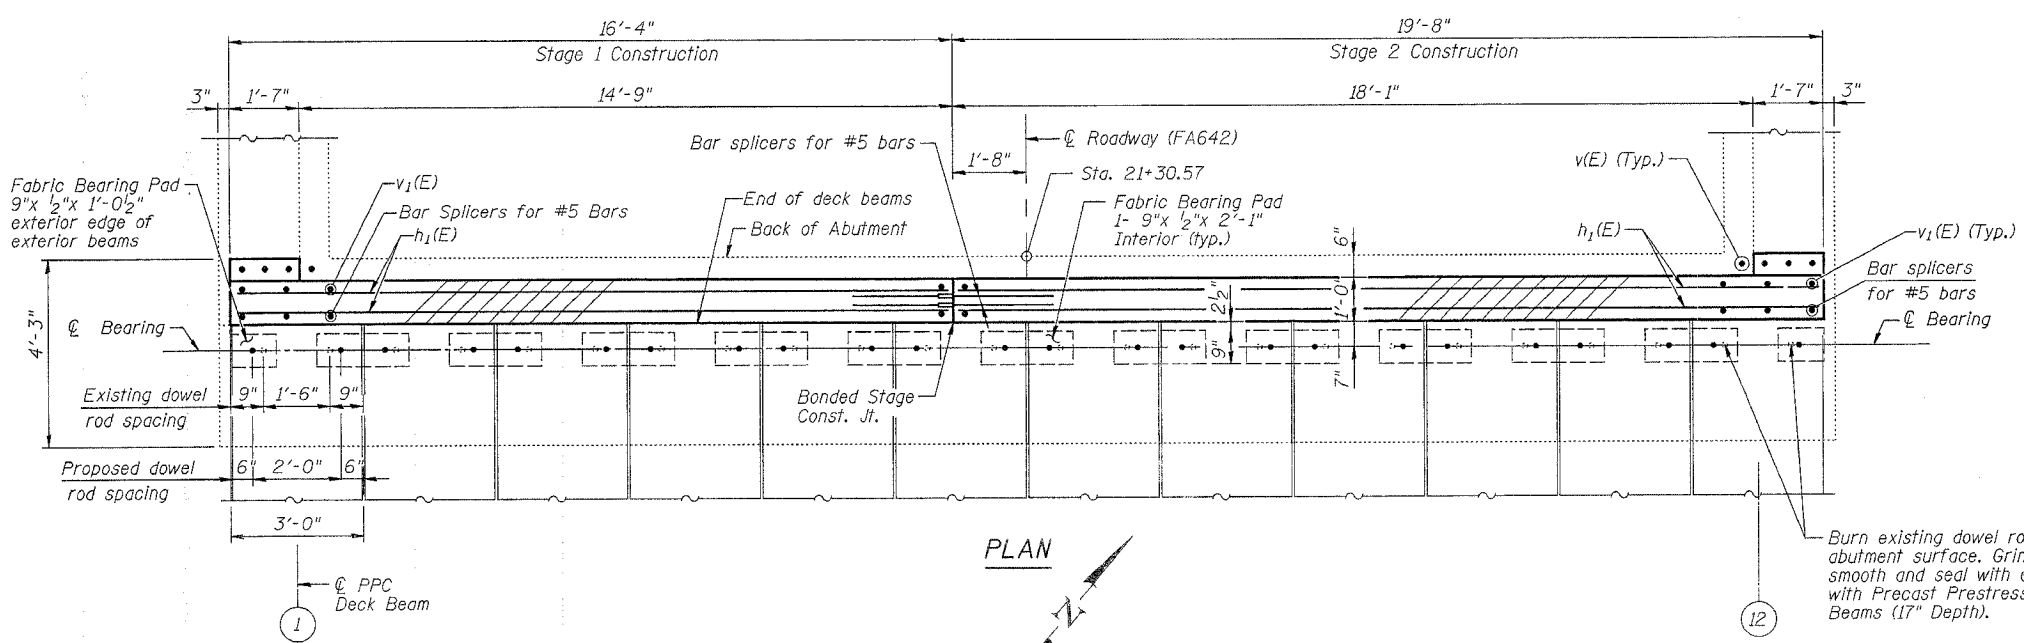 16'-4"
Stage 1 Construction
19'-8"
Stage 2 Construction
3"
1'-7"
14'-9"
18'-1"
1'-7"
3"
Bar splicers for #5 bars
℄ Roadway (FA642)
1'-8"
Sta. 21+30.57
v(E) (Typ.)
Fabric Bearing Pad
9"x 1/2"x 1'-0 1/2"
exterior edge of
exterior beams
v1(E)
Bar Splicers for #5 Bars
h1(E)
End of deck beams
Back of Abutment
Fabric Bearing Pad
1- 9"x 1/2"x 2'-1"
Interior (typ.)
6"
h1(E)
v1(E) (Typ.)
Bar splicers
for #5 bars
4'-3"
℄ Bearing
2 1/2"
1'-0"
℄ Bearing
9"
7"
Existing dowel
rod spacing
9"
1'-6"
9"
Bonded Stage
Const. Jt.
Proposed dowel
rod spacing
6"
2'-0"
6"
3'-0"
PLAN
℄ PPC
Deck Beam
1
N
12
Burn existing dowel
abutment surface.
smooth and seal with
with Precast
Beams (17" Depth).